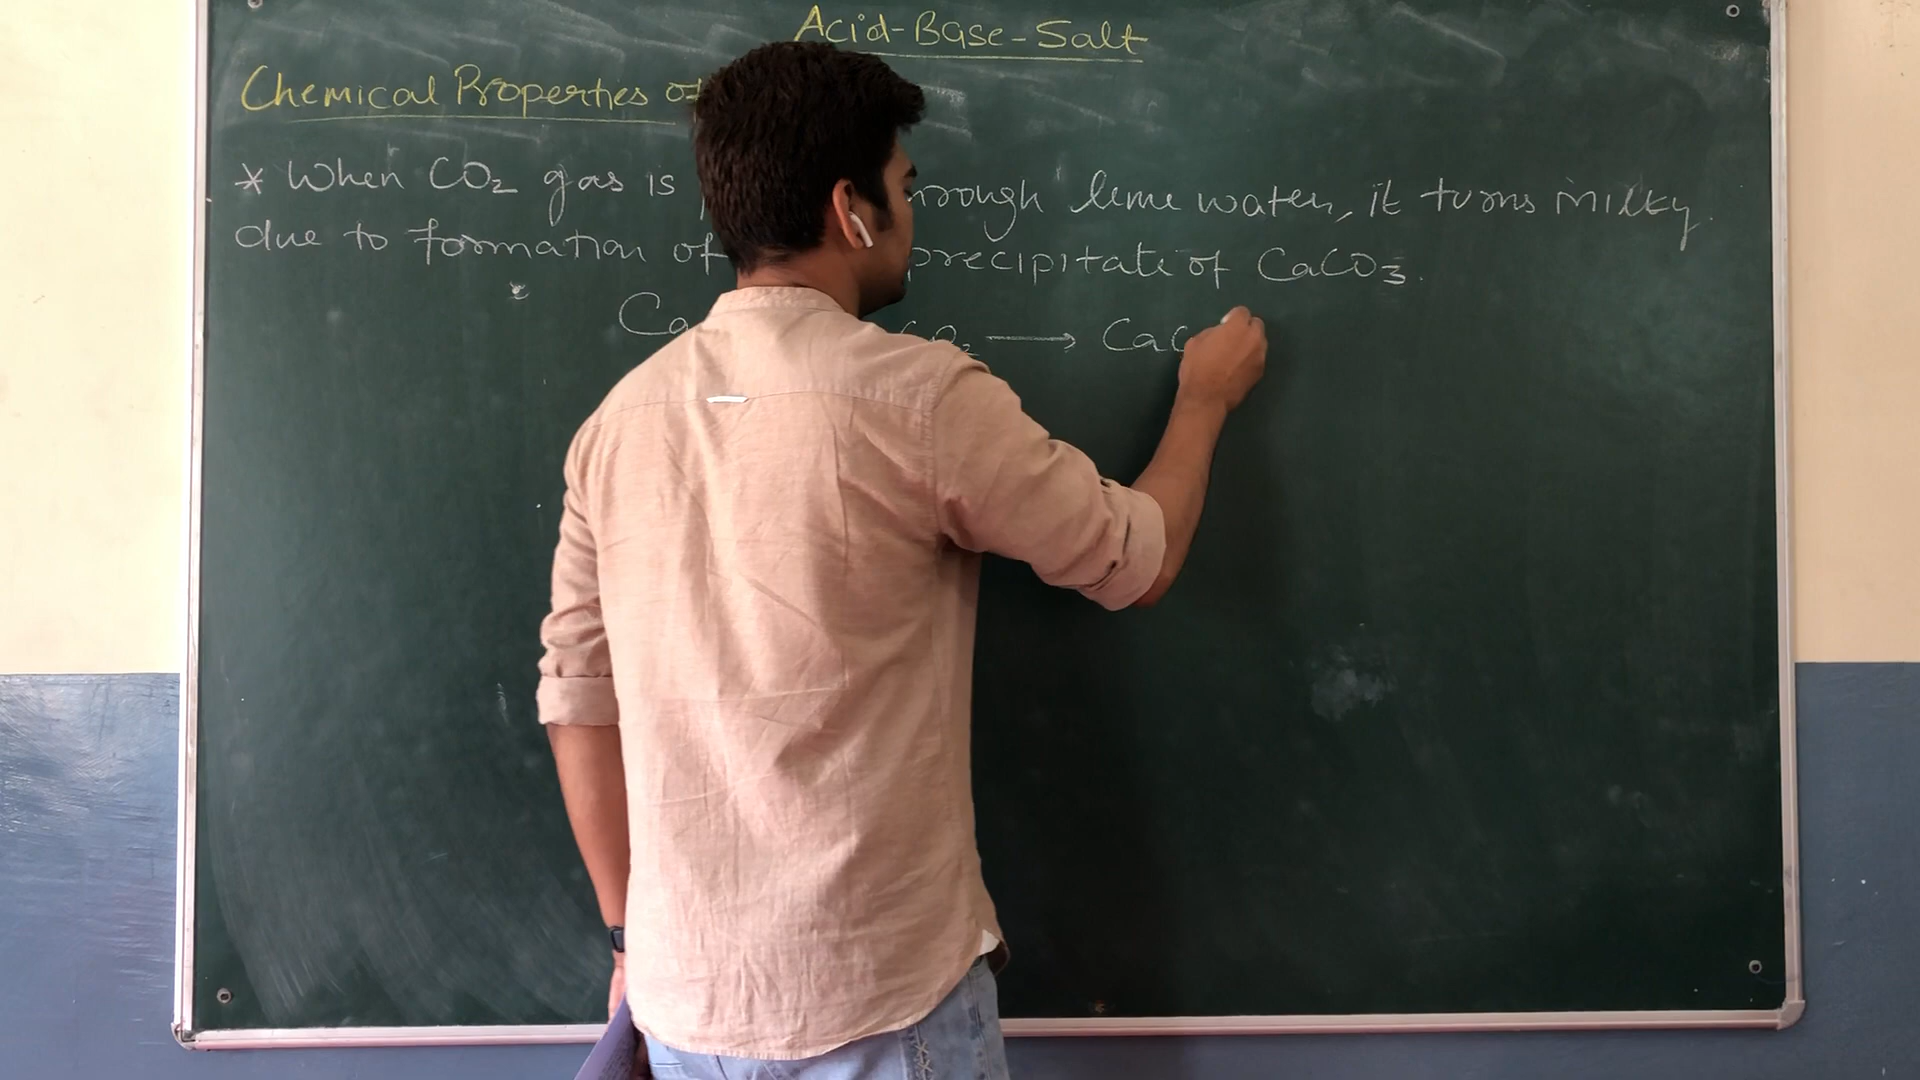 Acid-Base-Salt
Chemical Properties of
* When CO₂ gas is through lime water, it turns milky.
due to formation of precipitate of CaCO₃.
Ca CO₂ → CaC